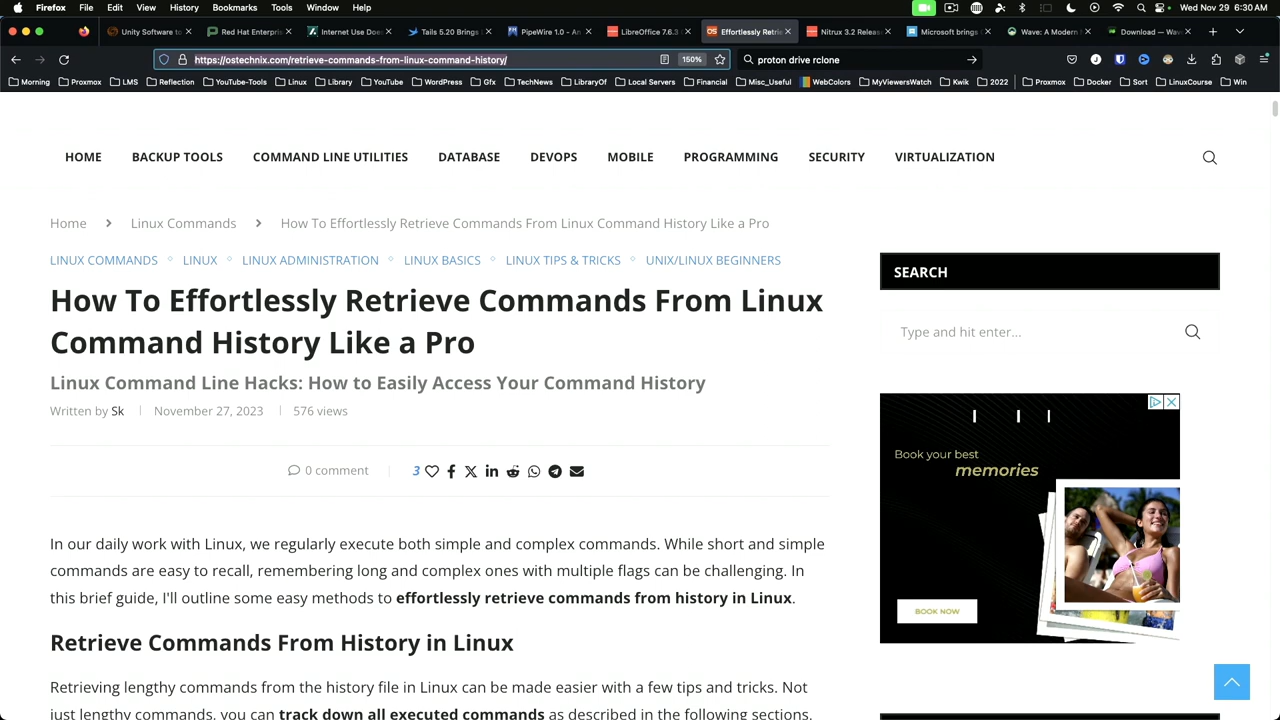 Firefox File Edit View History Bookmarks Tools Window Help
Wed Nov 29 6:30 AM
Unity Software to
Red Hat Enterpris
Internet Use Doe
Tails 5.20 Brings
PipeWire 1.0 - An
LibreOffice 7.6.3
Effortlessly Retrie
Nitrux 3.2 Releas
Microsoft brings
Wave: A Modern
Download — Wav
https://ostechnix.com/retrieve-commands-from-linux-command-history/
150%
proton drive rclone
Morning Proxmox LMS Reflection YouTube-Tools Linux Library YouTube WordPress Gfx TechNews LibraryOf Local Servers Financial Misc_Useful WebColors MyViewersWatch Kwik 2022 Proxmox Docker Sort LinuxCourse Win
HOME BACKUP TOOLS COMMAND LINE UTILITIES DATABASE DEVOPS MOBILE PROGRAMMING SECURITY VIRTUALIZATION
Home > Linux Commands > How To Effortlessly Retrieve Commands From Linux Command History Like a Pro
LINUX COMMANDS LINUX LINUX ADMINISTRATION LINUX BASICS LINUX TIPS & TRICKS UNIX/LINUX BEGINNERS
How To Effortlessly Retrieve Commands From Linux
Command History Like a Pro
Linux Command Line Hacks: How to Easily Access Your Command History
Written by Sk November 27, 2023 576 views
0 comment 3
In our daily work with Linux, we regularly execute both simple and complex commands. While short and simple
commands are easy to recall, remembering long and complex ones with multiple flags can be challenging. In
this brief guide, I'll outline some easy methods to effortlessly retrieve commands from history in Linux.
Retrieve Commands From History in Linux
Retrieving lengthy commands from the history file in Linux can be made easier with a few tips and tricks. Not
just lengthy commands, you can track down all executed commands as described in the following sections.
SEARCH
Type and hit enter...
Book your best
memories
BOOK NOW